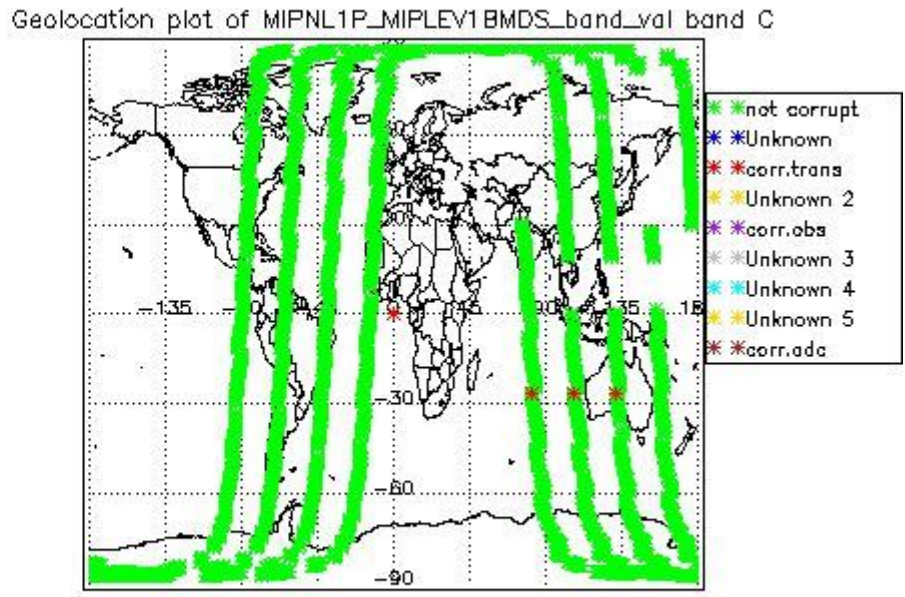 Geolocation plot of MIPNL1P_MIPLEV1BMDS_band_val band C
not corrupt
Unknown
corr.trans
Unknown 2
corr.obs
Unknown 3
Unknown 4
Unknown 5
corr.adc
-135
135
-30
-60
-90